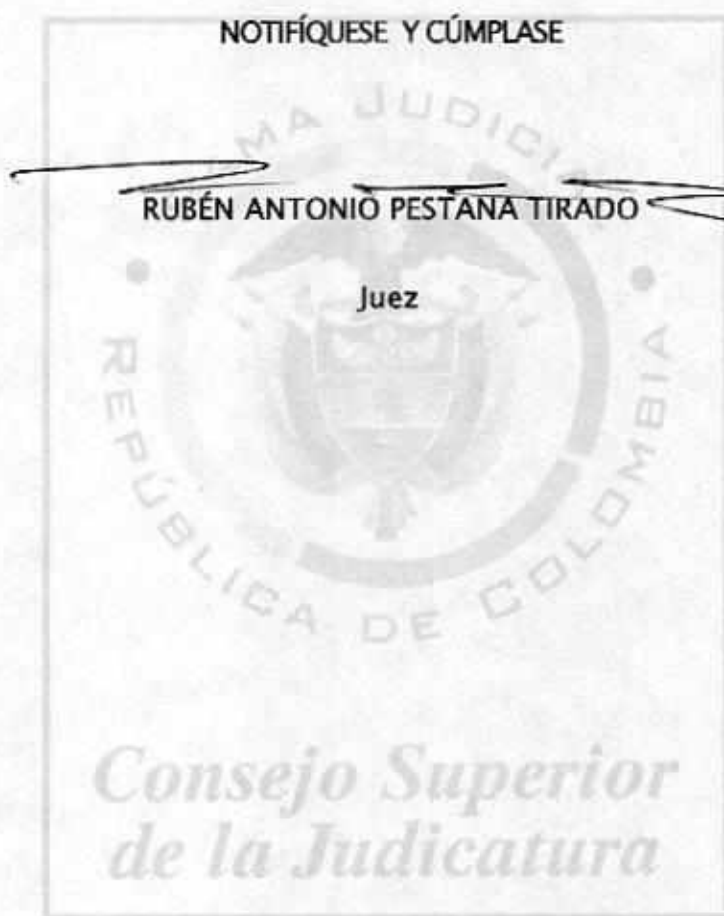 NOTIFÍQUESE Y CÚMPLASE
RAMA JUDICIAL
RUBÉN ANTONIO PESTANA TIRADO
Juez
REPÚBLICA DE COLOMBIA
Consejo Superior
de la Judicatura